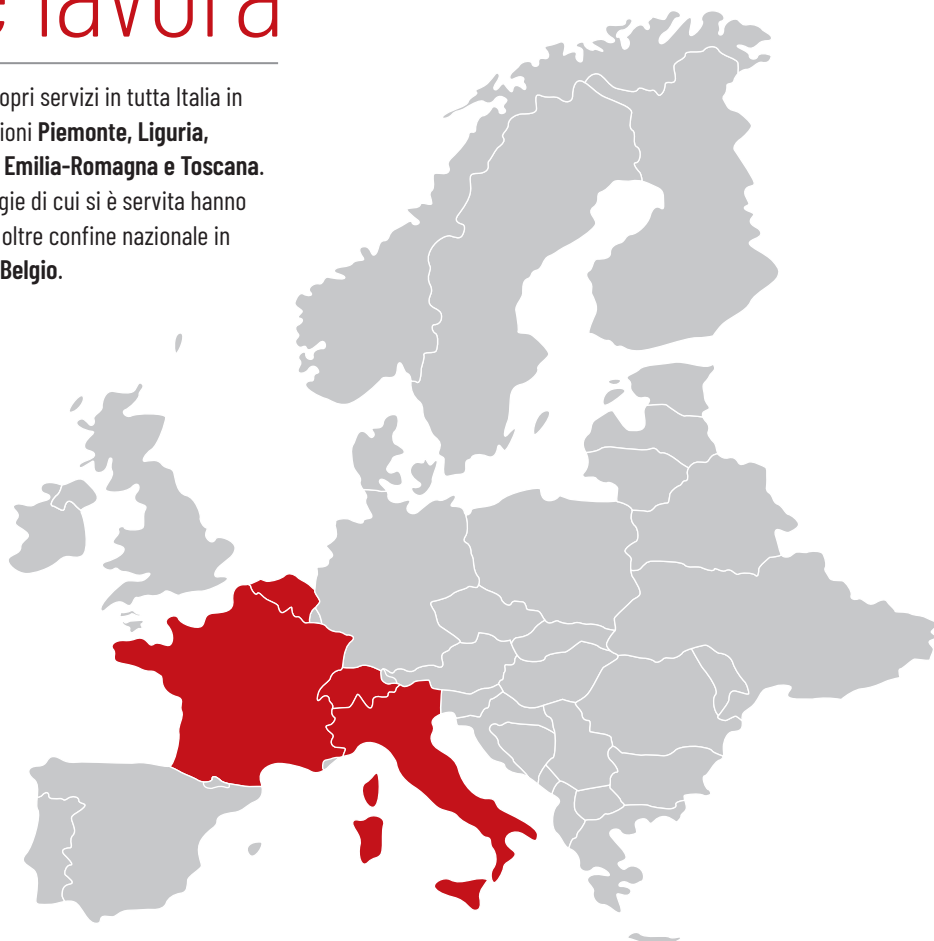 e lavora
opri servizi in tutta Italia in
ioni Piemonte, Liguria,
Emilia-Romagna e Toscana.
gie di cui si è servita hanno
oltre confine nazionale in
Belgio.